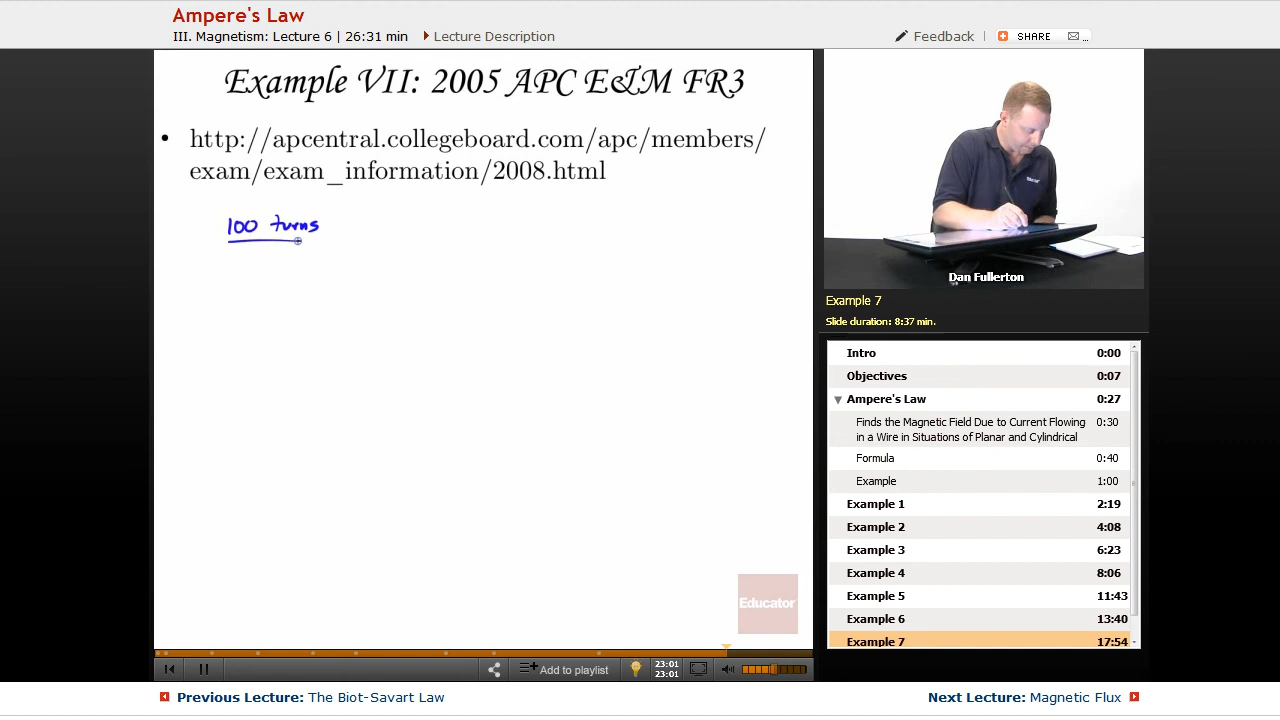 Ampere's Law
III. Magnetism: Lecture 6 | 26:31 min
Lecture Description
Feedback
SHARE
Example VII: 2005 APC E&M FR3
• http://apcentral.collegeboard.com/apc/members/
exam/exam_information/2008.html
100 turns
Educator
Dan Fullerton
Example 7
Slide duration: 8:37 min.
Intro 0:00
Objectives 0:07
Ampere's Law 0:27
Finds the Magnetic Field Due to Current Flowing 0:30
in a Wire in Situations of Planar and Cylindrical
Formula 0:40
Example 1:00
Example 1 2:19
Example 2 4:08
Example 3 6:23
Example 4 8:06
Example 5 11:43
Example 6 13:40
Example 7 17:54
Add to playlist
23:01
23:01
Previous Lecture: The Biot-Savart Law
Next Lecture: Magnetic Flux